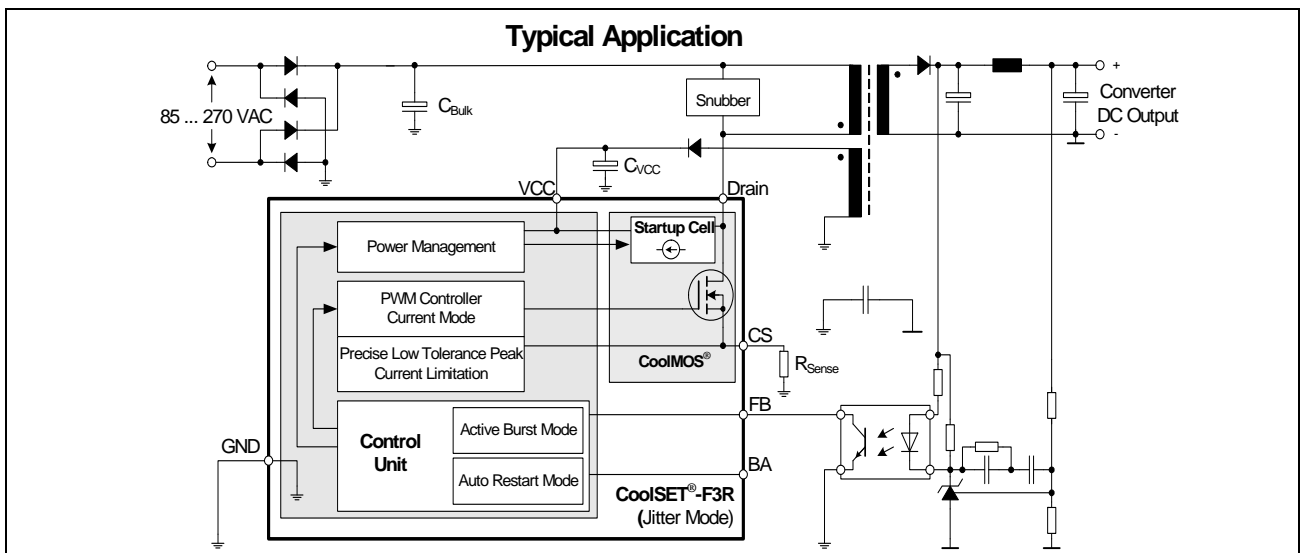 Typical Application
+
Snubber
Converter
DC Output
C_Bulk
85 ... 270 VAC
-
C_VCC
VCC
Drain
Startup Cell
Power Management
PWM Controller
Current Mode
CS
Precise Low Tolerance Peak
Current Limitation
CoolMOS®
R_Sense
FB
Active Burst Mode
GND
Control
Unit
BA
Auto Restart Mode
CoolSET®-F3R
(Jitter Mode)